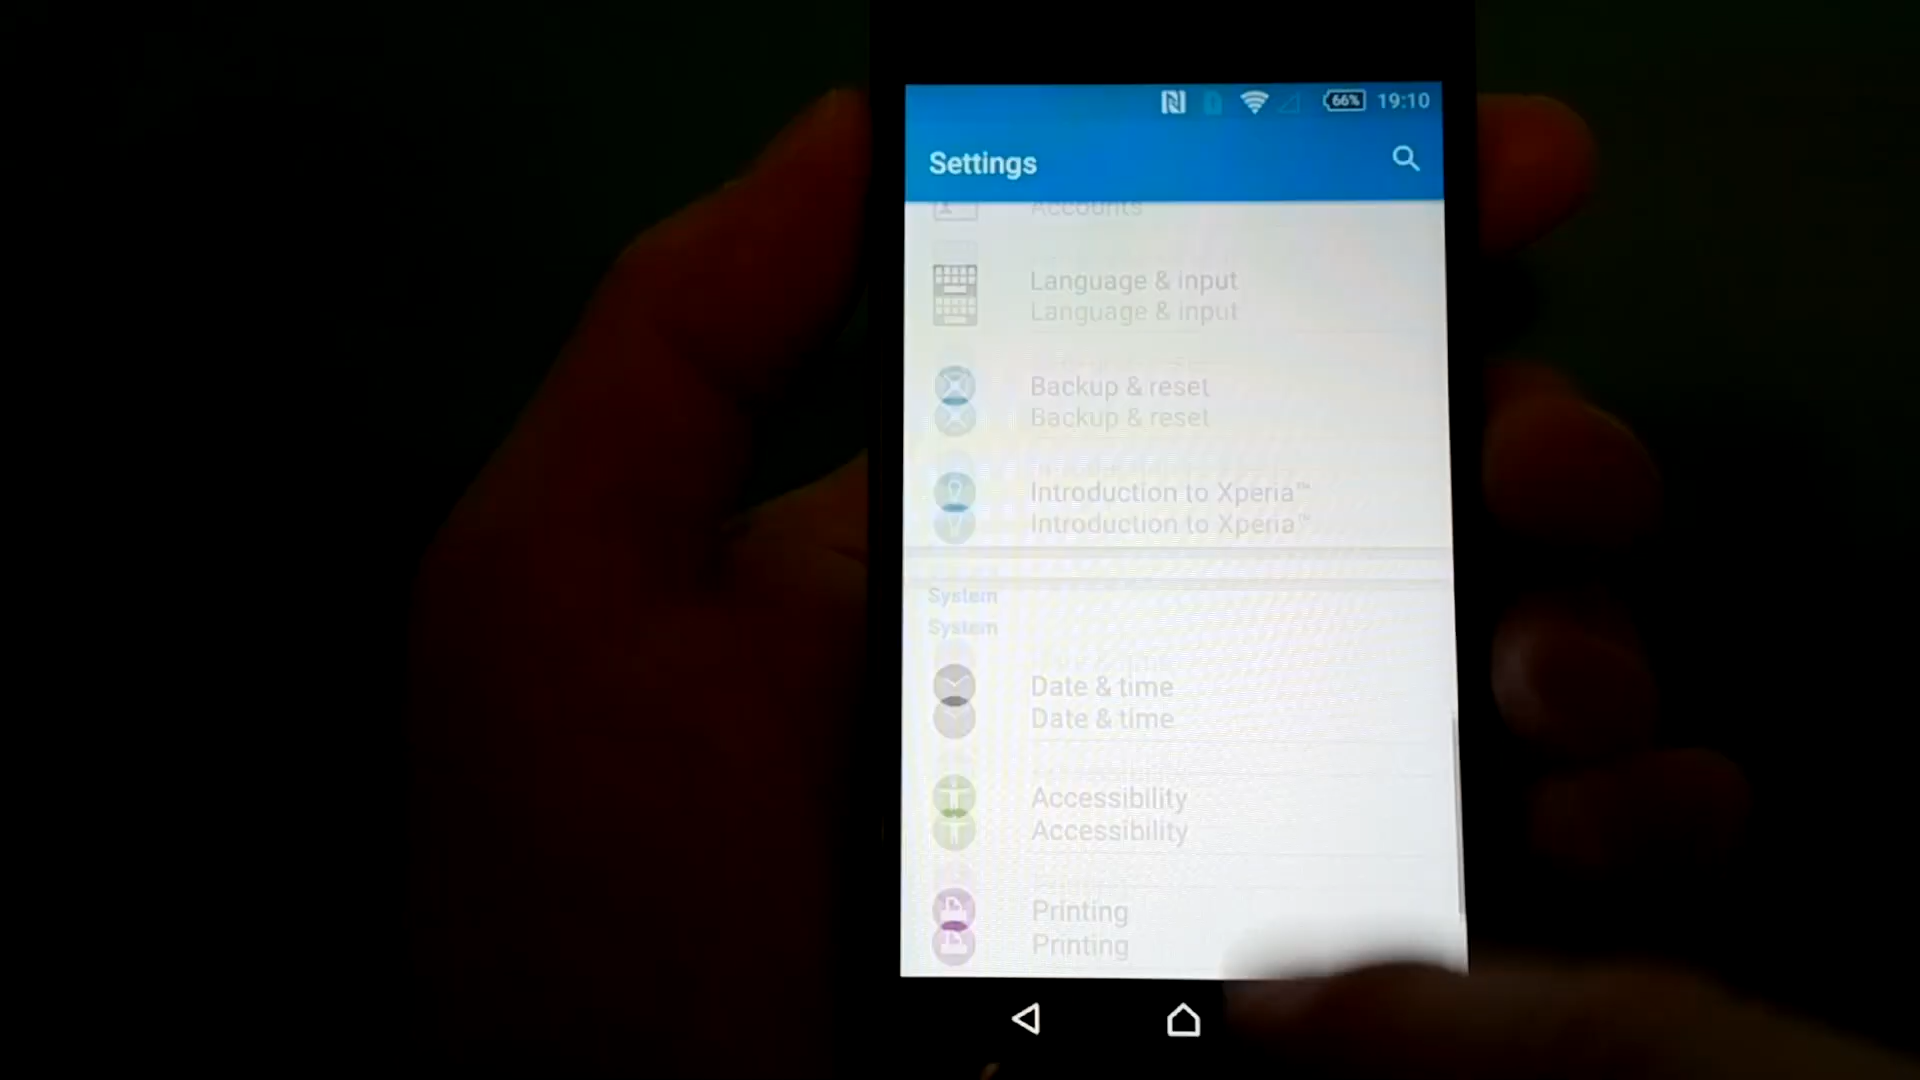 66% 19:10
Settings
Accounts
Language & input
Language & input
Backup & reset
Backup & reset
Introduction to Xperia™
Introduction to Xperia™
System
System
Date & time
Date & time
Accessibility
Accessibility
Printing
Printing